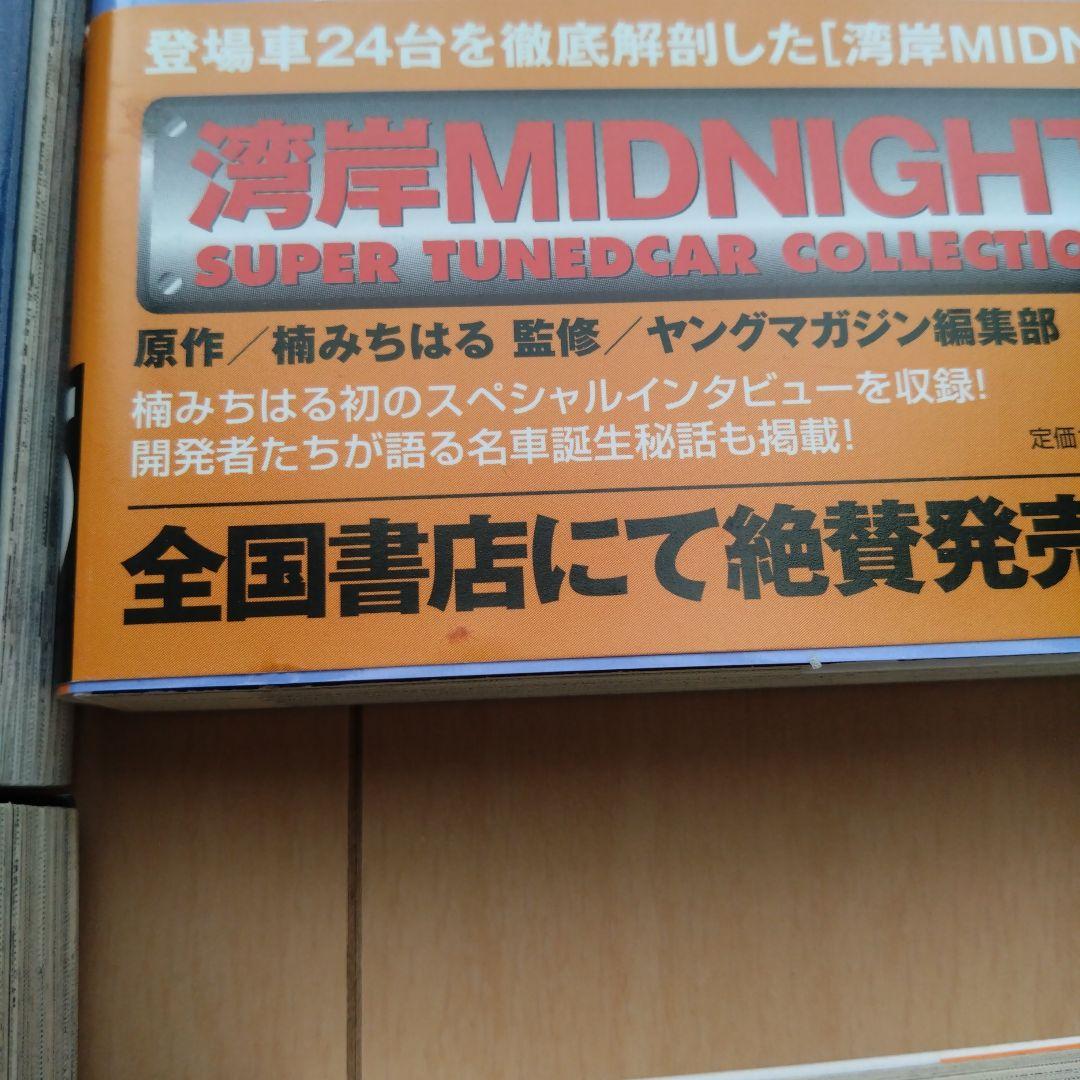 登場車24台を徹底解剖した[湾岸MIDN
湾岸MIDNIGHT
SUPER TUNEDCAR COLLECTIO
原作／楠みちはる 監修／ヤングマガジン編集部
楠みちはる初のスペシャルインタビューを収録!
開発者たちが語る名車誕生秘話も掲載!
定価
全国書店にて絶賛発売